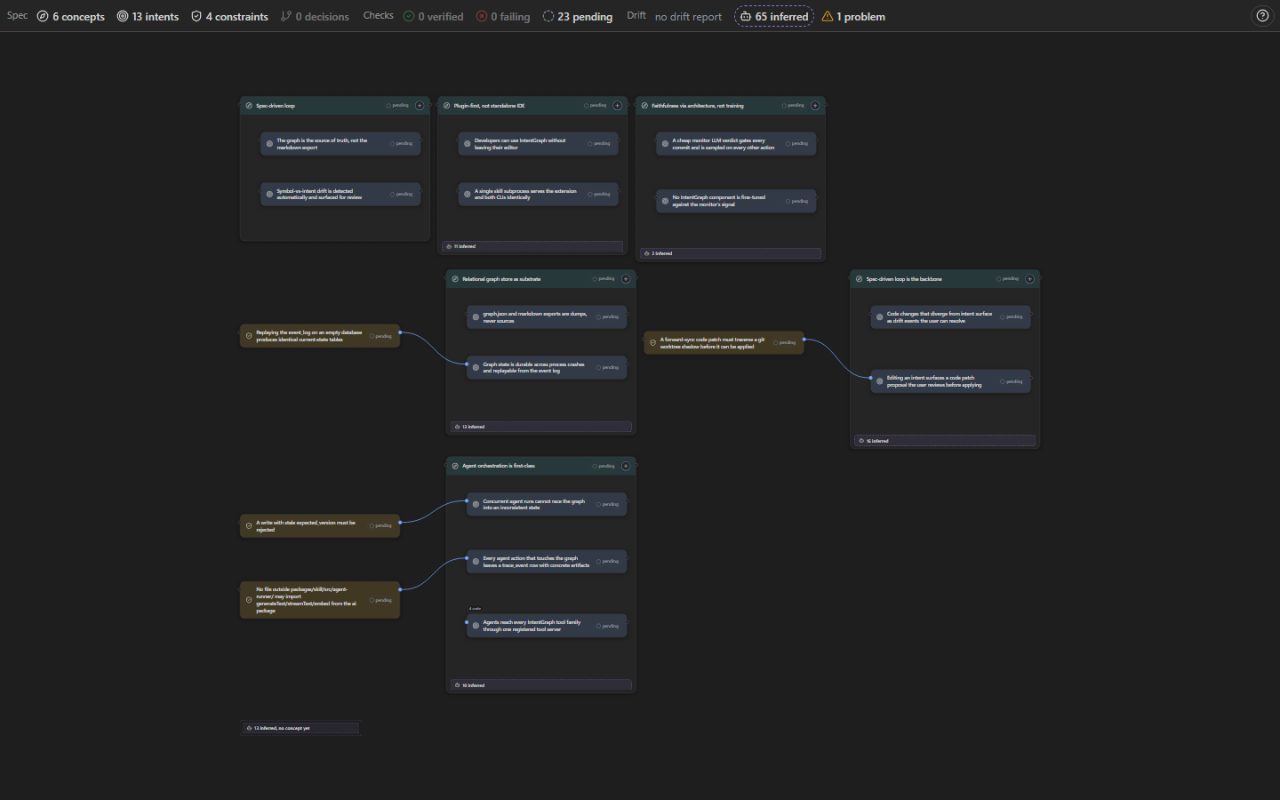 Spec 6 concepts 13 intents 4 constraints 0 decisions Checks 0 verified 0 failing 23 pending Drift no drift report 65 inferred 1 problem
Spec-driven loop pending
The graph is the source of truth, not the
markdown export
pending
Symbol-vs-intent drift is detected
automatically and surfaced for review
pending
Plugin-first, not standalone IDE pending
Developers can use IntentGraph without
leaving their editor
pending
A single skill subprocess serves the extension
and both CLIs identically
pending
11 inferred
Faithfulness via architecture, not training pending
A cheap monitor LLM verdict gates every
commit and is sampled on every other action
pending
No IntentGraph component is fine-tuned
against the monitor's signal
pending
2 inferred
Relational graph store as substrate pending
graph.json and markdown exports are dumps,
never sources
pending
Replaying the event_log on an empty database
produces identical current-state tables
pending
Graph state is durable across process crashes
and replayable from the event log
pending
13 inferred
Spec-driven loop is the backbone pending
Code changes that diverge from intent surface
as drift events the user can resolve
pending
A forward-sync code patch must traverse a git
worktree shadow before it can be applied
pending
Editing an intent surfaces a code patch
proposal the user reviews before applying
pending
16 inferred
Agent orchestration is first-class pending
Concurrent agent runs cannot race the graph
into an inconsistent state
pending
A write with stale expected_version must be
rejected
pending
Every agent action that touches the graph
leaves a trace_event row with concrete artifacts
pending
No file outside packages/skill/src/agent-
runner/ may import
generateText/streamText/embed from the ai
package
pending
4 code
Agents reach every IntentGraph tool family
through one registered tool server
pending
10 inferred
13 inferred, no concept yet